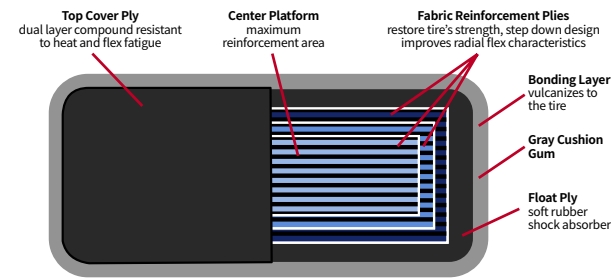 Top Cover Ply
dual layer compound resistant
to heat and flex fatigue
Center Platform
maximum
reinforcement area
Fabric Reinforcement Plies
restore tire's strength, step down design
improves radial flex characteristics
Bonding Layer
vulcanizes to
the tire
Gray Cushion
Gum
Float Ply
soft rubber
shock absorber